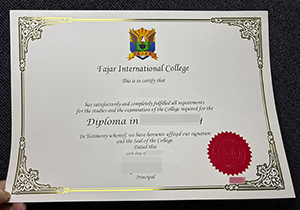 Fajar International College
This is to certify that
has satisfactorily and completely fulfilled all requirements
for the studies and the examination of the College required for the
Diploma in
In Testimony whereof, we have hereunto affixed our signature
and the Seal of the College.
Dated this
day of
Principal